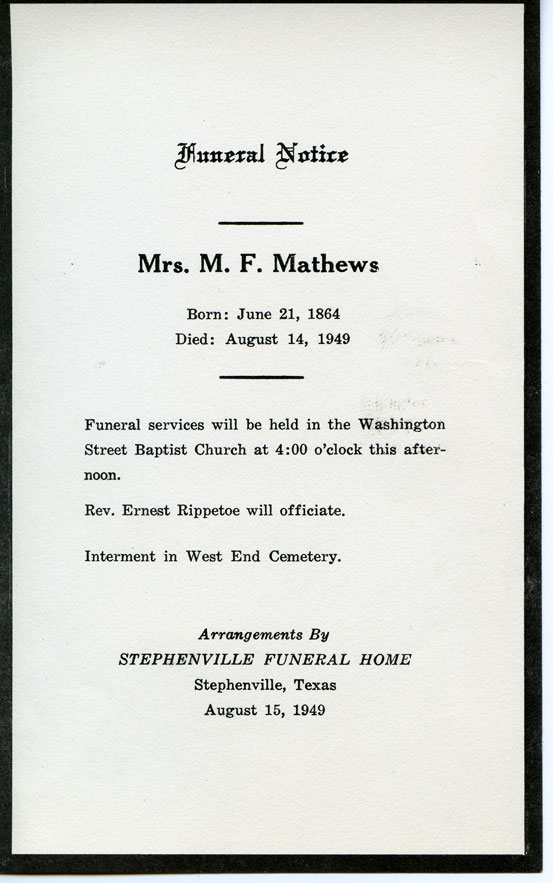 Funeral Notice
Mrs. M. F. Mathews
Born: June 21, 1864
Died: August 14, 1949
Funeral services will be held in the Washington
Street Baptist Church at 4:00 o'clock this after-
noon.
Rev. Ernest Rippetoe will officiate.
Interment in West End Cemetery.
Arrangements By
STEPHENVILLE FUNERAL HOME
Stephenville, Texas
August 15, 1949